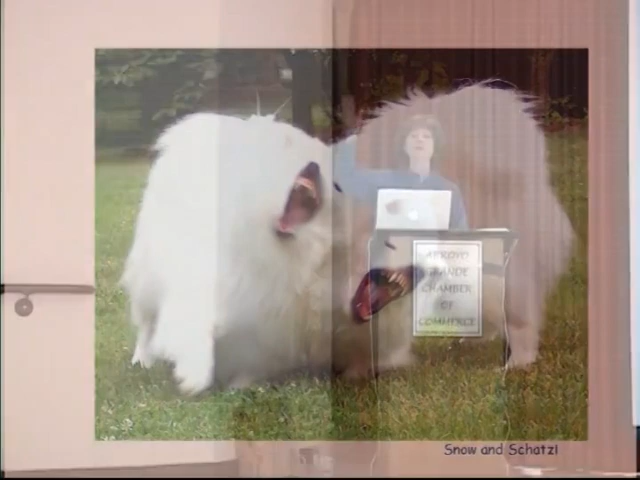 ARROYO
GRANDE
CHAMBER
OF
COMMERCE
Snow and Schatzi